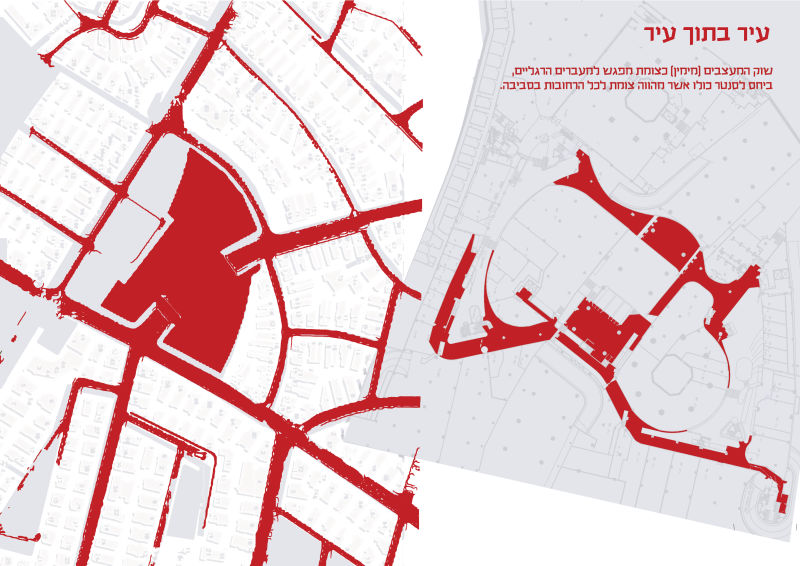 עיר בתוך עיר
שוק המעצבים [מימין] כצומת מפגש למעברים הרגליים,
ביחס לסנטר כולו אשר מהווה צומת לכל הרחובות בסביבה.